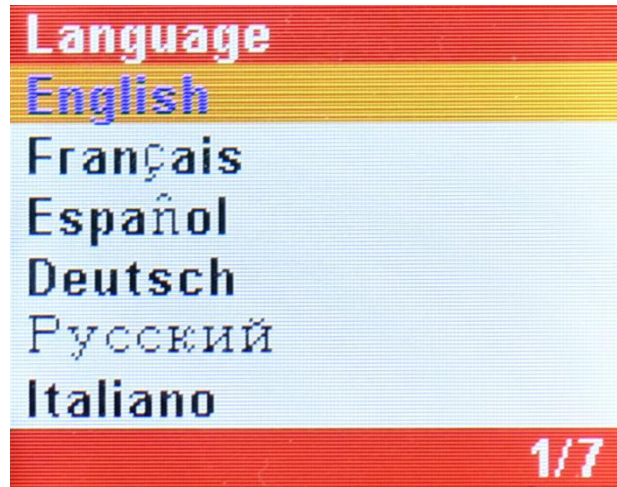 Language
English
Français
Español
Deutsch
Русский
Italiano
1/7